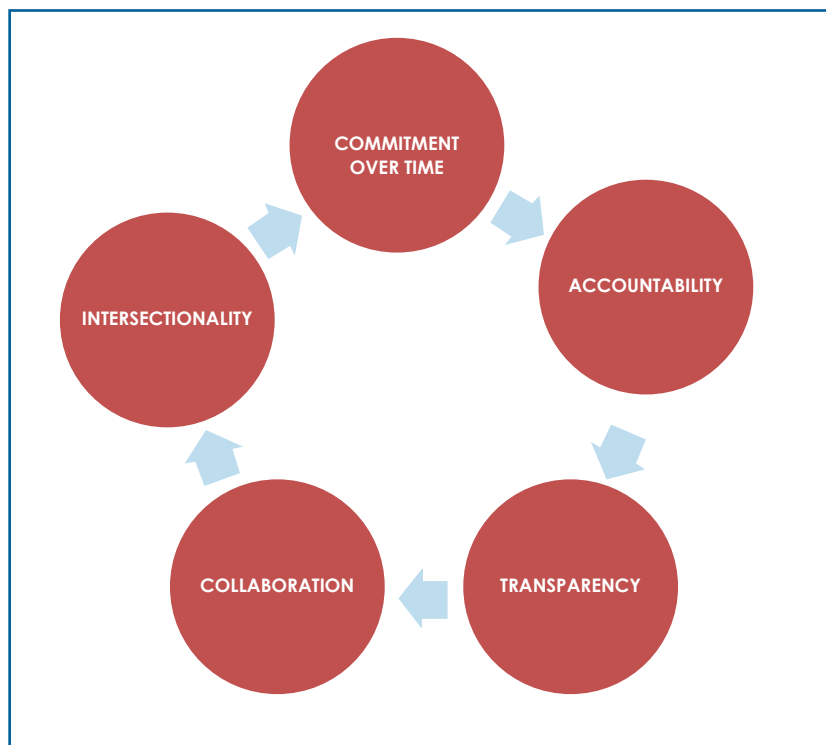 COMMITMENT
OVER TIME
ACCOUNTABILITY
INTERSECTIONALITY
COLLABORATION
TRANSPARENCY